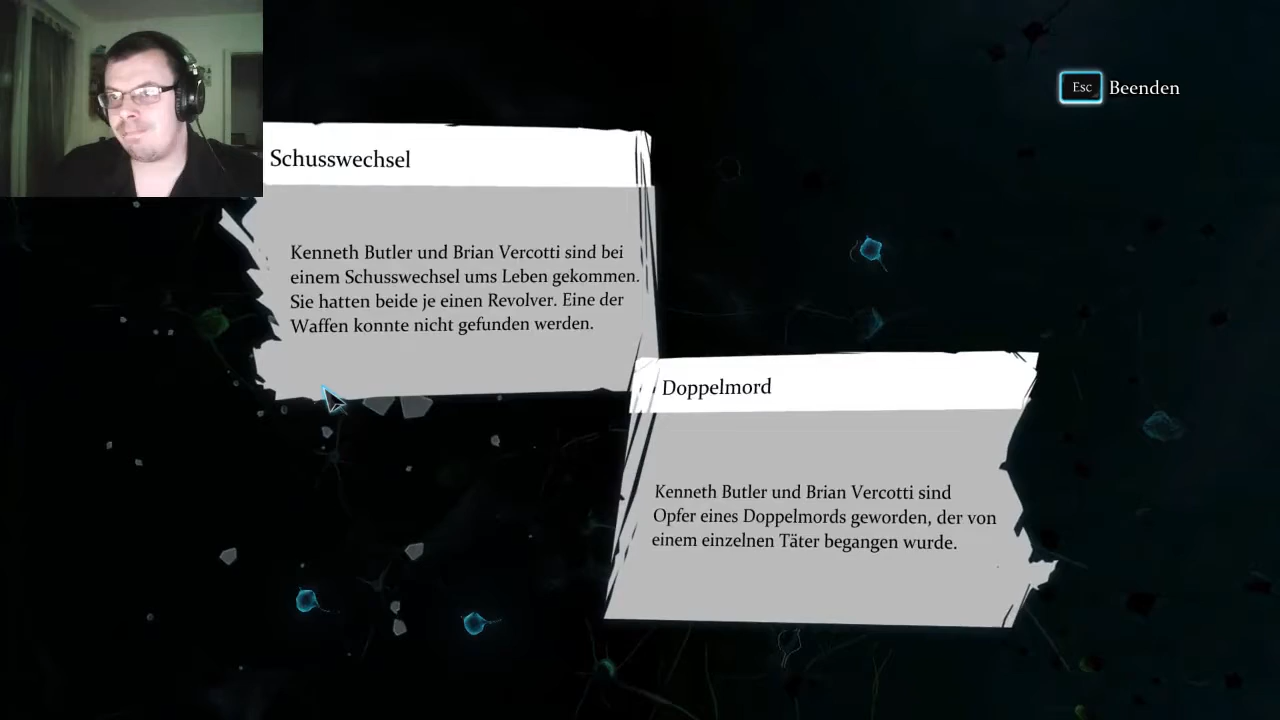 Esc Beenden
Schusswechsel
Kenneth Butler und Brian Vercotti sind bei
einem Schusswechsel ums Leben gekommen.
Sie hatten beide je einen Revolver. Eine der
Waffen konnte nicht gefunden werden.
Doppelmord
Kenneth Butler und Brian Vercotti sind
Opfer eines Doppelmords geworden, der von
einem einzelnen Täter begangen wurde.